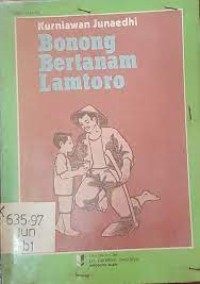 Kurniawan Junaedhi
Bonong
Bertanam
Lamtoro
635.97
Jun
b1